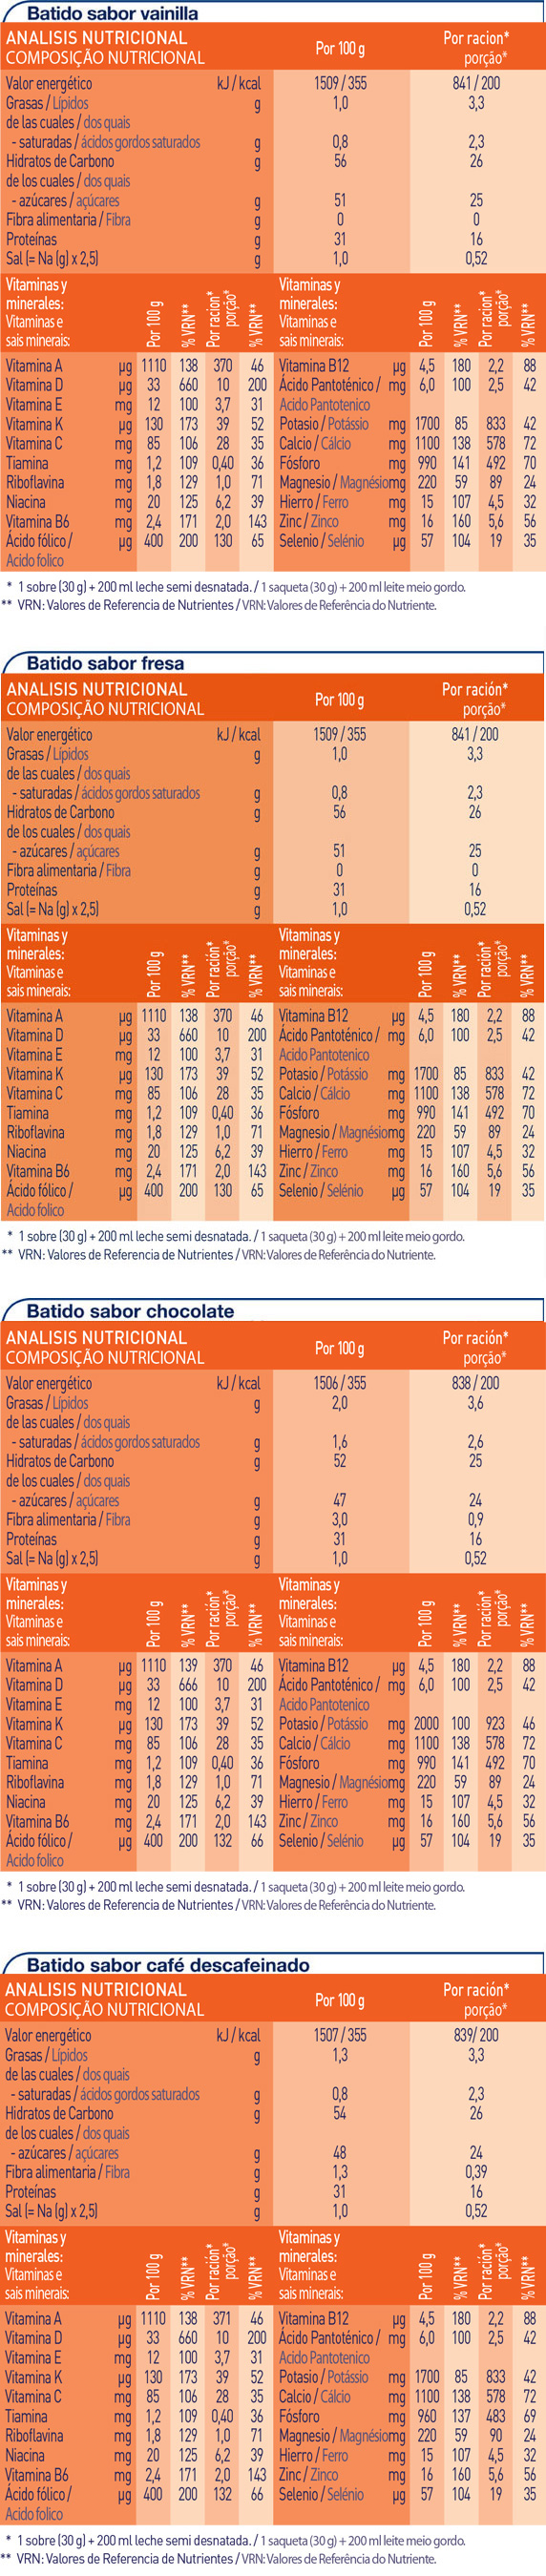 Batido sabor vainilla
ANALISIS NUTRICIONAL
COMPOSIÇÃO NUTRICIONAL
Por 100 g
Por racion*
porção*
Valor energético kJ / kcal 1509 / 355 841 / 200
Grasas / Lípidos g 1,0 3,3
de las cuales / dos quais
- saturadas / ácidos gordos saturados g 0,8 2,3
Hidratos de Carbono g 56 26
de los cuales / dos quais
- azúcares / açúcares g 51 25
Fibra alimentaria / Fibra g 0 0
Proteínas g 31 16
Sal (= Na (g) x 2,5) g 1,0 0,52
Vitaminas y
minerales:
Vitaminas e
sais minerais:
Por 100 g
% VRN**
Por racion*
porção*
% VRN**
Vitaminas y
minerales:
Vitaminas e
sais minerais:
Por 100 g
% VRN**
Por racion*
porção*
% VRN**
Vitamina A µg 1110 138 370 46 Vitamina B12 µg 4,5 180 2,2 88
Vitamina D µg 33 660 10 200 Ácido Pantoténico / mg 6,0 100 2,5 42
Vitamina E mg 12 100 3,7 31 Acido Pantotenico
Vitamina K µg 130 173 39 52 Potasio / Potássio mg 1700 85 833 42
Vitamina C mg 85 106 28 35 Calcio / Cálcio mg 1100 138 578 72
Tiamina mg 1,2 109 0,40 36 Fósforo mg 990 141 492 70
Riboflavina mg 1,8 129 1,0 71 Magnesio / Magnésio mg 220 59 89 24
Niacina mg 20 125 6,2 39 Hierro / Ferro mg 15 107 4,5 32
Vitamina B6 mg 2,4 171 2,0 143 Zinc / Zinco mg 16 160 5,6 56
Ácido fólico / µg 400 200 130 65 Selenio / Selénio µg 57 104 19 35
Acido folico
* 1 sobre (30 g) + 200 ml leche semi desnatada. / 1 saqueta (30 g) + 200 ml leite meio gordo.
** VRN: Valores de Referencia de Nutrientes / VRN: Valores de Referência do Nutriente.
Batido sabor fresa
ANALISIS NUTRICIONAL
COMPOSIÇÃO NUTRICIONAL
Por 100 g
Por ración*
porção*
Valor energético kJ / kcal 1509 / 355 841 / 200
Grasas / Lípidos g 1,0 3,3
de las cuales / dos quais
- saturadas / ácidos gordos saturados g 0,8 2,3
Hidratos de Carbono g 56 26
de los cuales / dos quais
- azúcares / açúcares g 51 25
Fibra alimentaria / Fibra g 0 0
Proteínas g 31 16
Sal (= Na (g) x 2,5) g 1,0 0,52
Vitaminas y
minerales:
Vitaminas e
sais minerais:
Por 100 g
% VRN**
Por ración*
porção*
% VRN**
Vitaminas y
minerales:
Vitaminas e
sais minerais:
Por 100 g
% VRN**
Por ración*
porção*
% VRN**
Vitamina A µg 1110 138 370 46 Vitamina B12 µg 4,5 180 2,2 88
Vitamina D µg 33 660 10 200 Ácido Pantoténico / mg 6,0 100 2,5 42
Vitamina E mg 12 100 3,7 31 Acido Pantotenico
Vitamina K µg 130 173 39 52 Potasio / Potássio mg 1700 85 833 42
Vitamina C mg 85 106 28 35 Calcio / Cálcio mg 1100 138 578 72
Tiamina mg 1,2 109 0,40 36 Fósforo mg 990 141 492 70
Riboflavina mg 1,8 129 1,0 71 Magnesio / Magnésio mg 220 59 89 24
Niacina mg 20 125 6,2 39 Hierro / Ferro mg 15 107 4,5 32
Vitamina B6 mg 2,4 171 2,0 143 Zinc / Zinco mg 16 160 5,6 56
Ácido fólico / µg 400 200 130 65 Selenio / Selénio µg 57 104 19 35
Acido folico
* 1 sobre (30 g) + 200 ml leche semi desnatada. / 1 saqueta (30 g) + 200 ml leite meio gordo.
** VRN: Valores de Referencia de Nutrientes / VRN: Valores de Referência do Nutriente.
Batido sabor chocolate
ANALISIS NUTRICIONAL
COMPOSIÇÃO NUTRICIONAL
Por 100 g
Por ración*
porção*
Valor energético kJ / kcal 1506 / 355 838 / 200
Grasas / Lípidos g 2,0 3,6
de las cuales / dos quais
- saturadas / ácidos gordos saturados g 1,6 2,6
Hidratos de Carbono g 52 25
de los cuales / dos quais
- azúcares / açúcares g 47 24
Fibra alimentaria / Fibra g 3,0 0,9
Proteínas g 31 16
Sal (= Na (g) x 2,5) g 1,0 0,52
Vitaminas y
minerales:
Vitaminas e
sais minerais:
Por 100 g
% VRN**
Por ración*
porção*
% VRN**
Vitaminas y
minerales:
Vitaminas e
sais minerais:
Por 100 g
% VRN**
Por ración*
porção*
% VRN**
Vitamina A µg 1110 139 370 46 Vitamina B12 µg 4,5 180 2,2 88
Vitamina D µg 33 666 10 200 Ácido Pantoténico / mg 6,0 100 2,5 42
Vitamina E mg 12 100 3,7 31 Acido Pantotenico
Vitamina K µg 130 173 39 52 Potasio / Potássio mg 2000 100 923 46
Vitamina C mg 85 106 28 35 Calcio / Cálcio mg 1100 138 578 72
Tiamina mg 1,2 109 0,40 36 Fósforo mg 990 141 492 70
Riboflavina mg 1,8 129 1,0 71 Magnesio / Magnésio mg 220 59 89 24
Niacina mg 20 125 6,2 39 Hierro / Ferro mg 15 107 4,5 32
Vitamina B6 mg 2,4 171 2,0 143 Zinc / Zinco mg 16 160 5,6 56
Ácido fólico / µg 400 200 132 66 Selenio / Selénio µg 57 104 19 35
Acido folico
* 1 sobre (30 g) + 200 ml leche semi desnatada. / 1 saqueta (30 g) + 200 ml leite meio gordo.
** VRN: Valores de Referencia de Nutrientes / VRN: Valores de Referência do Nutriente.
Batido sabor café descafeinado
ANALISIS NUTRICIONAL
COMPOSIÇÃO NUTRICIONAL
Por 100 g
Por ración*
porção*
Valor energético kJ / kcal 1507 / 355 839/ 200
Grasas / Lípidos g 1,3 3,3
de las cuales / dos quais
- saturadas / ácidos gordos saturados g 0,8 2,3
Hidratos de Carbono g 54 26
de los cuales / dos quais
- azúcares / açúcares g 48 24
Fibra alimentaria / Fibra g 1,3 0,39
Proteínas g 31 16
Sal (= Na (g) x 2,5) g 1,0 0,52
Vitaminas y
minerales:
Vitaminas e
sais minerais:
Por 100 g
% VRN**
Por ración*
porção*
% VRN**
Vitaminas y
minerales:
Vitaminas e
sais minerais:
Por 100 g
% VRN**
Por ración*
porção*
% VRN**
Vitamina A µg 1110 138 371 46 Vitamina B12 µg 4,5 180 2,2 88
Vitamina D µg 33 660 10 200 Ácido Pantoténico / mg 6,0 100 2,5 42
Vitamina E mg 12 100 3,7 31 Acido Pantotenico
Vitamina K µg 130 173 39 52 Potasio / Potássio mg 1700 85 833 42
Vitamina C mg 85 106 28 35 Calcio / Cálcio mg 1100 138 578 72
Tiamina mg 1,2 109 0,40 36 Fósforo mg 960 137 483 69
Riboflavina mg 1,8 129 1,0 71 Magnesio / Magnésio mg 220 59 90 24
Niacina mg 20 125 6,2 39 Hierro / Ferro mg 15 107 4,5 32
Vitamina B6 mg 2,4 171 2,0 143 Zinc / Zinco mg 16 160 5,6 56
Ácido fólico / µg 400 200 132 66 Selenio / Selénio µg 57 104 19 35
Acido folico
* 1 sobre (30 g) + 200 ml leche semi desnatada. / 1 saqueta (30 g) + 200 ml leite meio gordo.
** VRN: Valores de Referencia de Nutrientes / VRN: Valores de Referência do Nutriente.